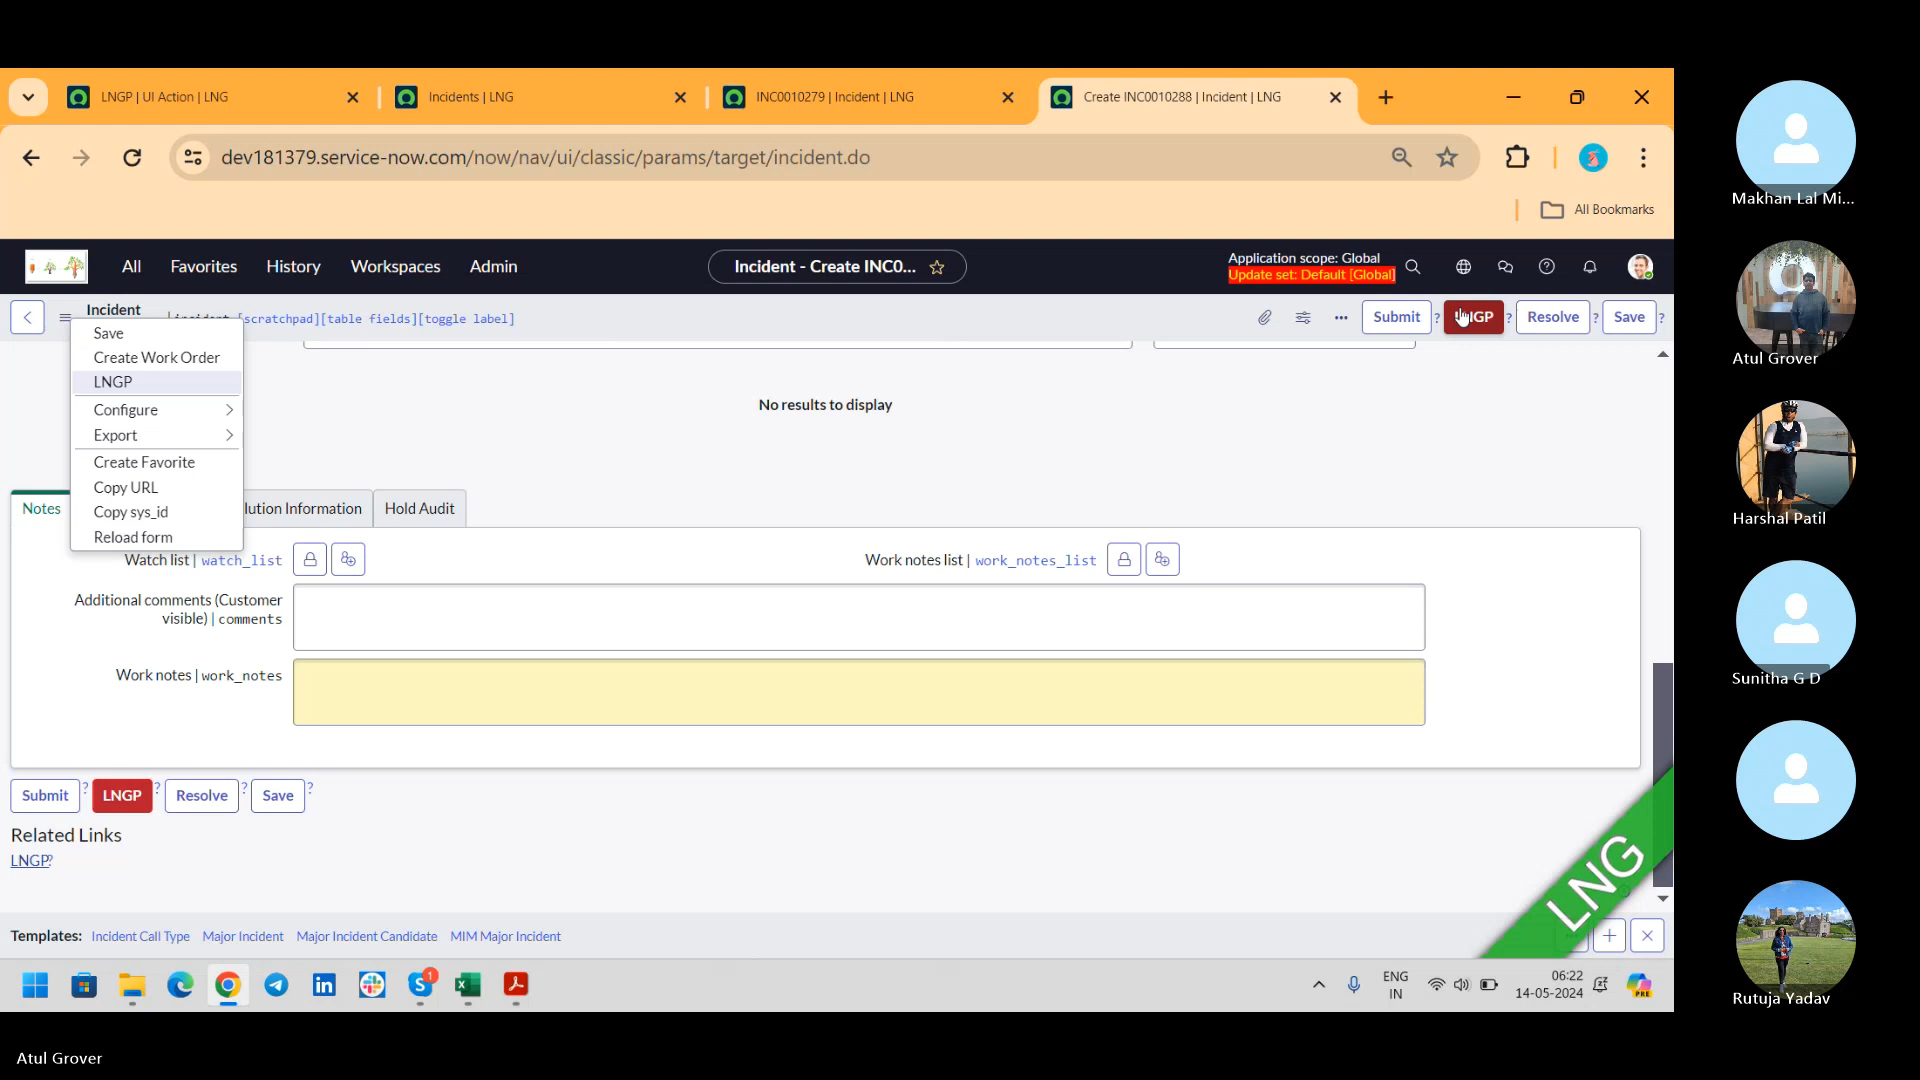 LNGP | UI Action | LNG
Incidents | LNG
INC0010279 | Incident | LNG
Create INC0010288 | Incident | LNG
dev181379.service-now.com/now/nav/ui/classic/params/target/incident.do
All Bookmarks
All
Favorites
History
Workspaces
Admin
Incident - Create INC0...
Application scope: Global
Update set: Default [Global]
Incident
[scratchpad][table fields][toggle label]
Submit ?
?
Resolve ?
Save ?
Save
Create Work Order
LNGP
Configure
Export
Create Favorite
Copy URL
Copy sys_id
Reload form
No results to display
Notes
lution Information
Hold Audit
Watch list | watch_list
Work notes list | work_notes_list
Additional comments (Customer
visible) | comments
Work notes | work_notes
Submit ?
LNGP ?
Resolve ?
Save ?
Related Links
LNGP?
LNG
Templates:
Incident Call Type
Major Incident
Major Incident Candidate
MIM Major Incident
1
ENG
IN
06:22
14-05-2024
PRE
Makhan Lal Mi...
Atul Grover
Harshal Patil
Sunitha G D
Rutuja Yadav
Atul Grover